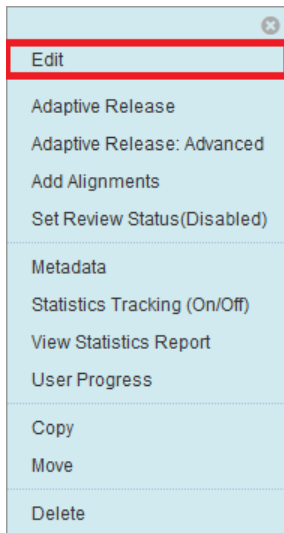 Edit
Adaptive Release
Adaptive Release: Advanced
Add Alignments
Set Review Status(Disabled)
Metadata
Statistics Tracking (On/Off)
View Statistics Report
User Progress
Copy
Move
Delete